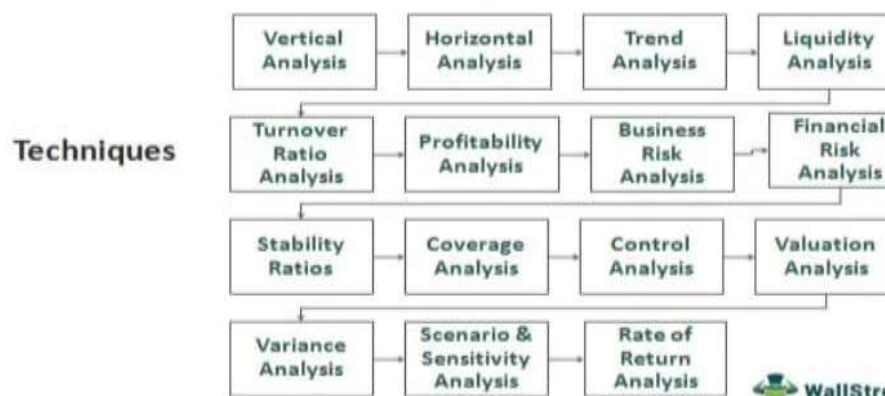 Vertical
Analysis
Horizontal
Analysis
Trend
Analysis
Liquidity
Analysis
Techniques
Turnover
Ratio
Analysis
Profitability
Analysis
Business
Risk
Analysis
Financial
Risk
Analysis
Stability
Ratios
Coverage
Analysis
Control
Analysis
Valuation
Analysis
Variance
Analysis
Scenario &
Sensitivity
Analysis
Rate of
Return
Analysis
WallStre